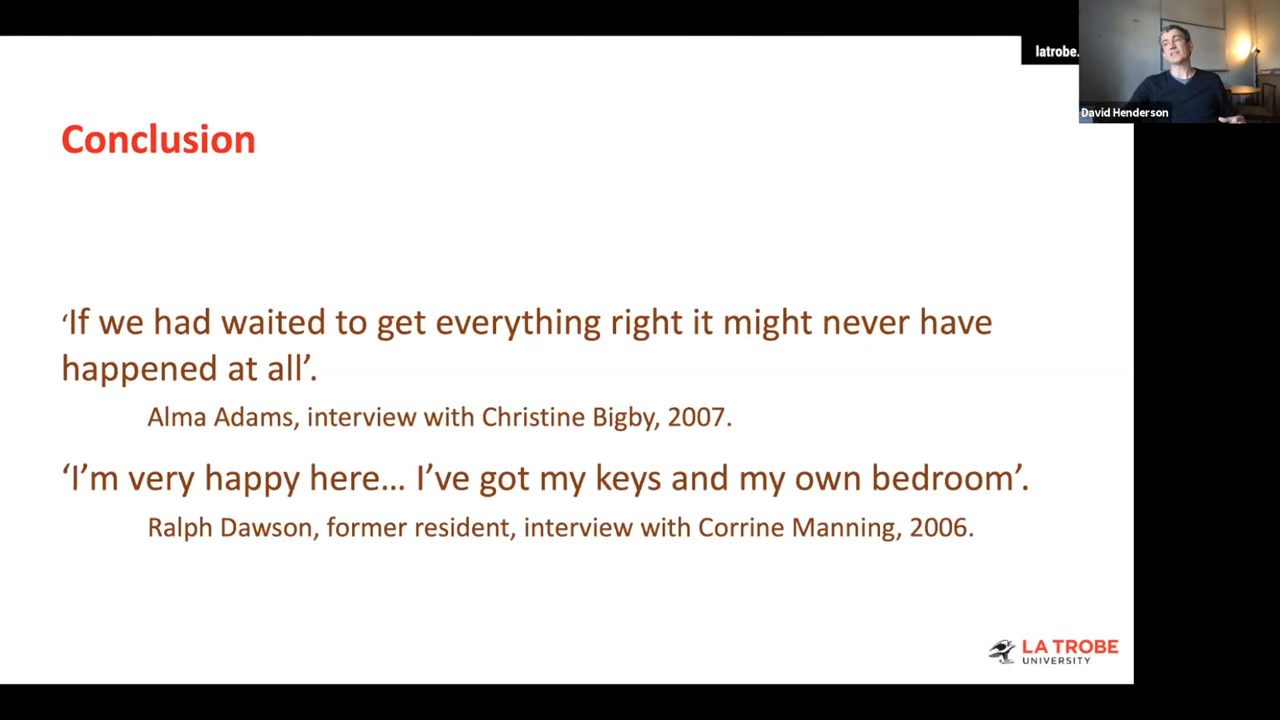 latrobe.
David Henderson
Conclusion
‘If we had waited to get everything right it might never have
happened at all’.
Alma Adams, interview with Christine Bigby, 2007.
‘I’m very happy here… I’ve got my keys and my own bedroom’.
Ralph Dawson, former resident, interview with Corrine Manning, 2006.
LA TROBE
UNIVERSITY